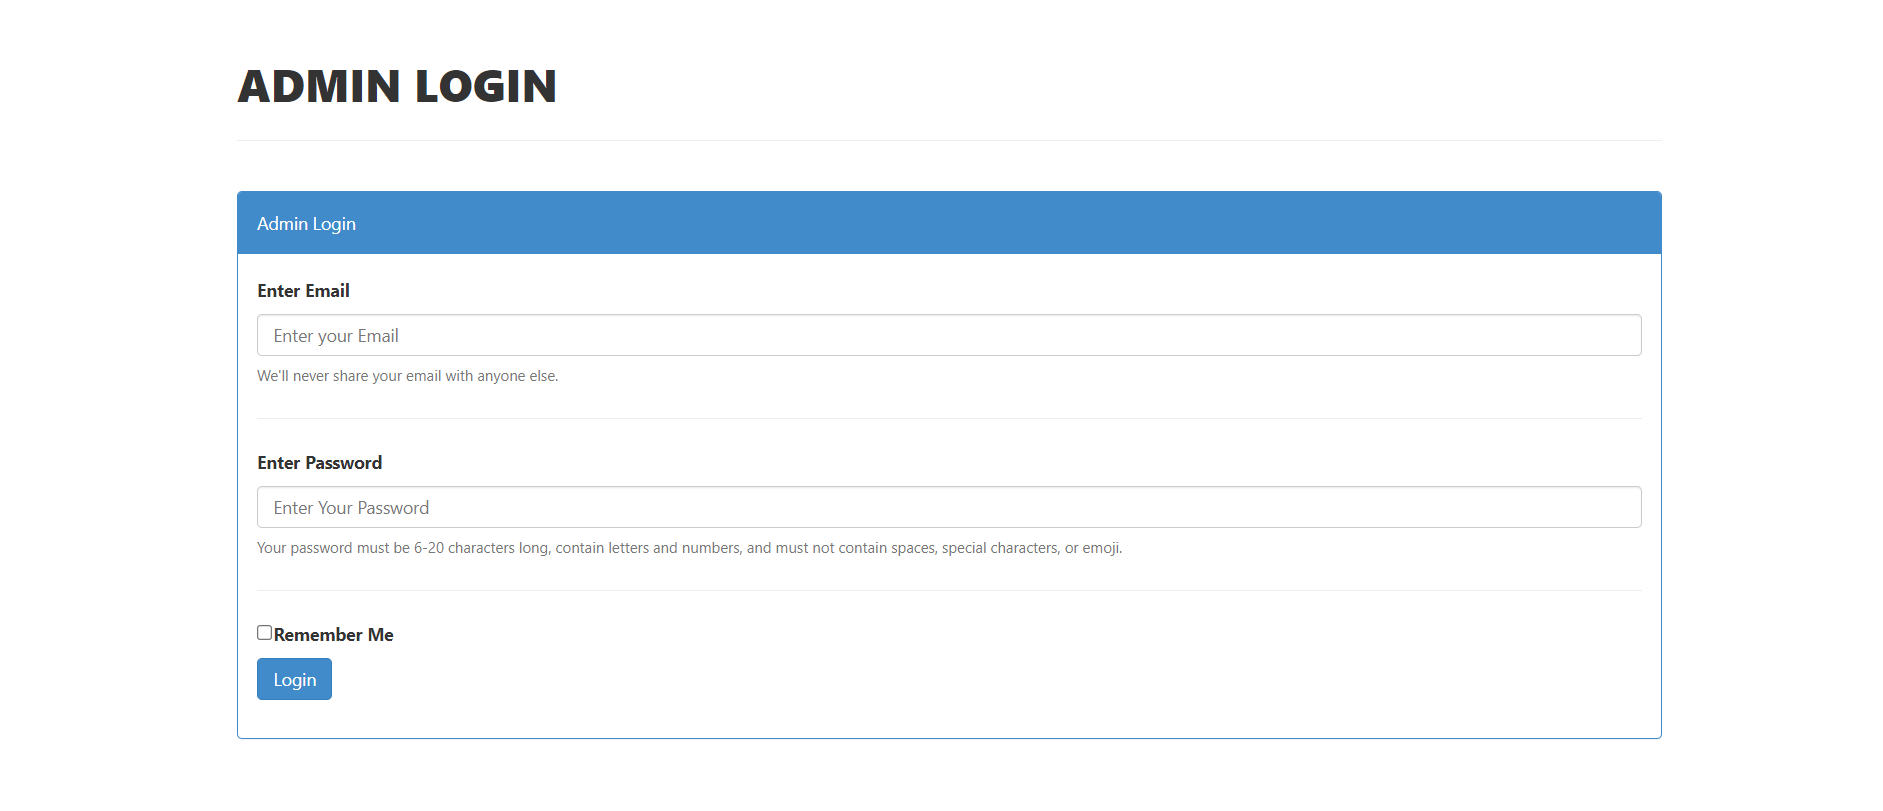 ADMIN LOGIN
Admin Login
Enter Email
Enter your Email
We'll never share your email with anyone else.
Enter Password
Enter Your Password
Your password must be 6-20 characters long, contain letters and numbers, and must not contain spaces, special characters, or emoji.
Remember Me
Login